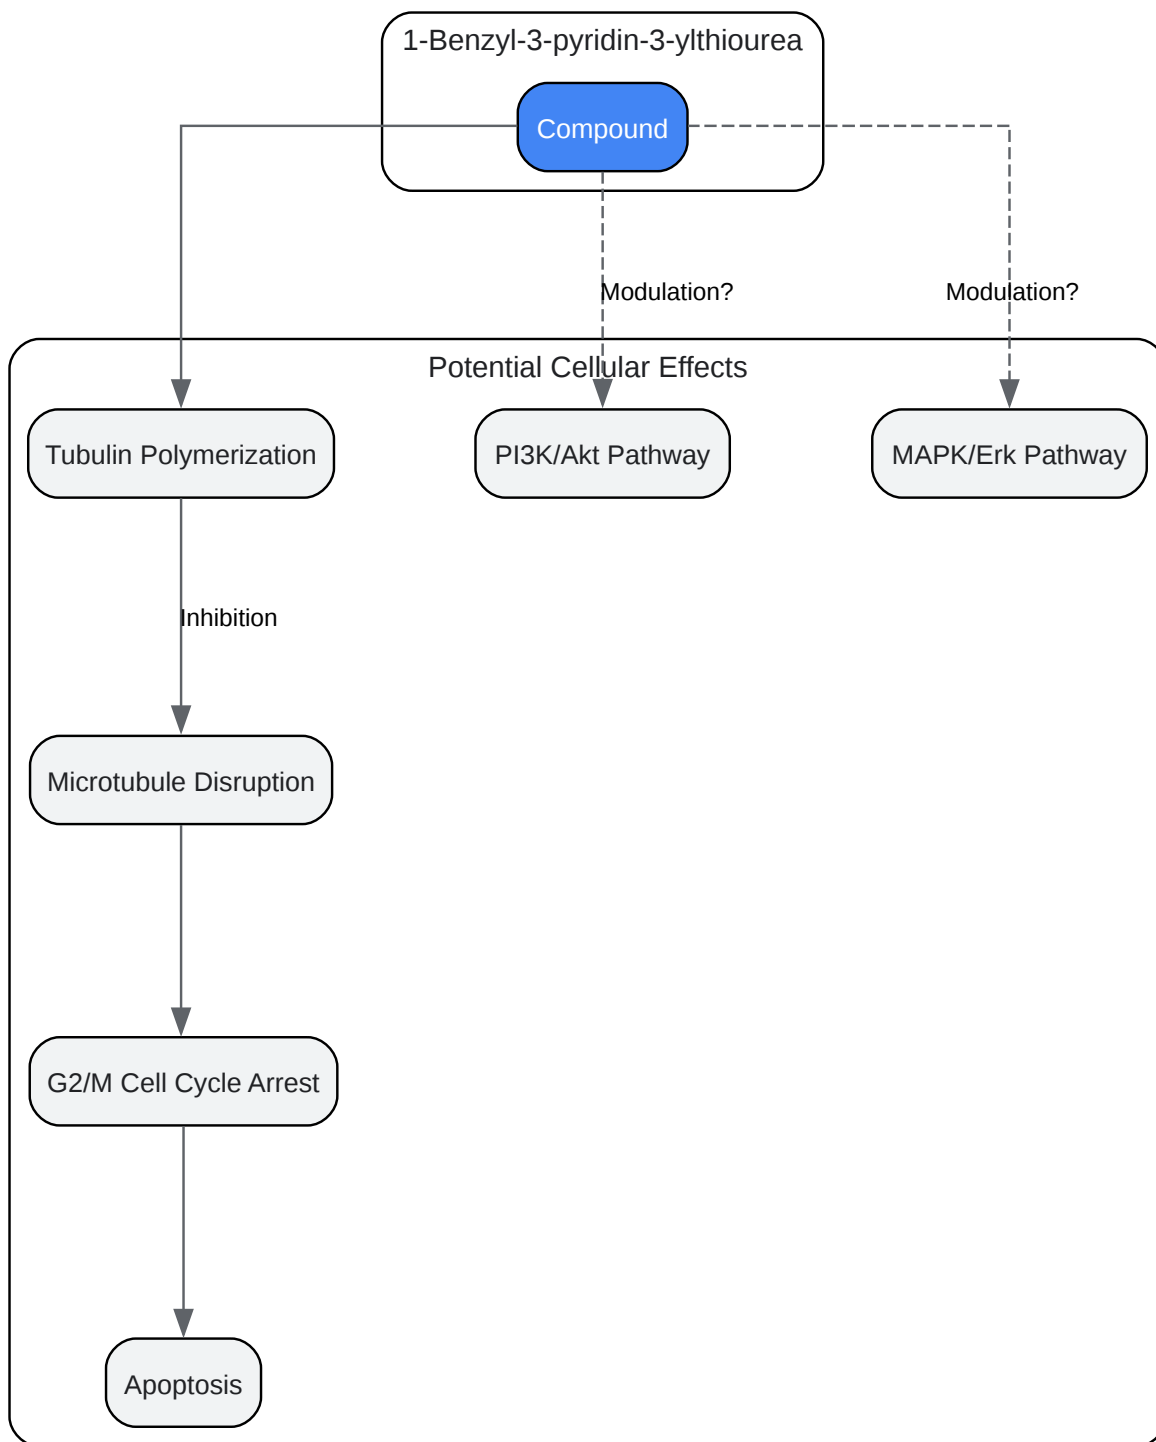 1-Benzyl-3-pyridin-3-ylthiourea
Compound
Modulation?
Modulation?
Potential Cellular Effects
Tubulin Polymerization
PI3K/Akt Pathway
MAPK/Erk Pathway
Inhibition
Microtubule Disruption
G2/M Cell Cycle Arrest
Apoptosis